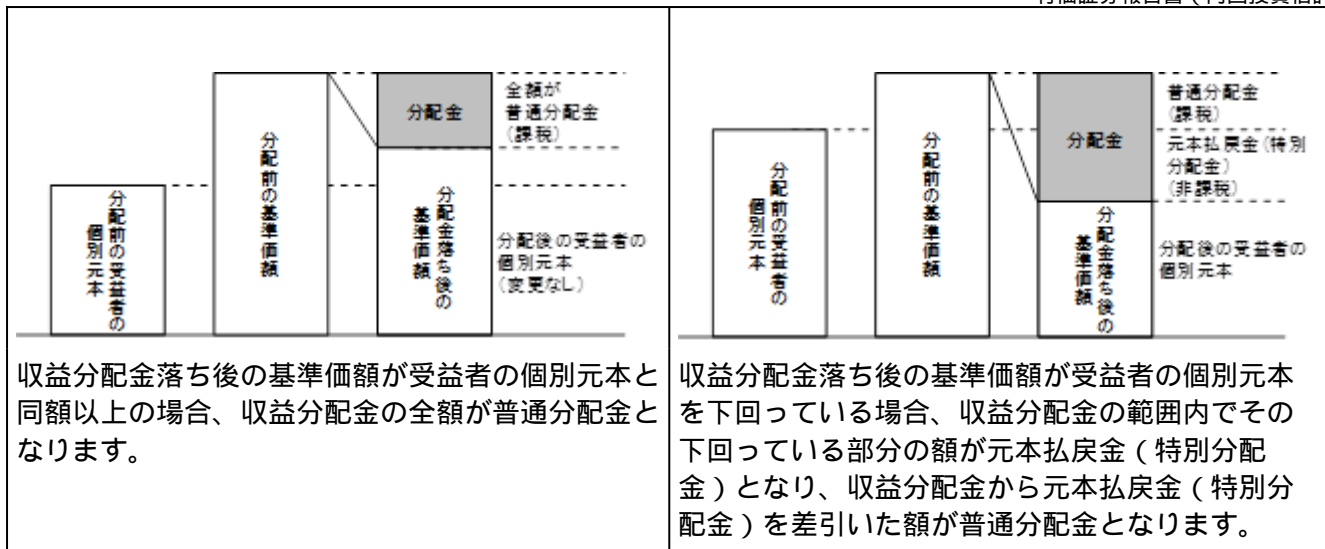 分配前の受益者の
個別元本
分配前の基準価額
分配金
分配金落ち後の
基準価額
全額が
普通分配金
(課税)
分配後の受益者の
個別元本
(変更なし)
収益分配金落ち後の基準価額が受益者の個別元本と
同額以上の場合、収益分配金の全額が普通分配金と
なります。
分配前の受益者の
個別元本
分配前の基準価額
分配金
分配金落ち後の
基準価額
普通分配金
(課税)
元本払戻金(特別
分配金)
(非課税)
分配後の受益者の
個別元本
収益分配金落ち後の基準価額が受益者の個別元本
を下回っている場合、収益分配金の範囲内でその
下回っている部分の額が元本払戻金(特別分配
金)となり、収益分配金から元本払戻金(特別分
配金)を差引いた額が普通分配金となります。